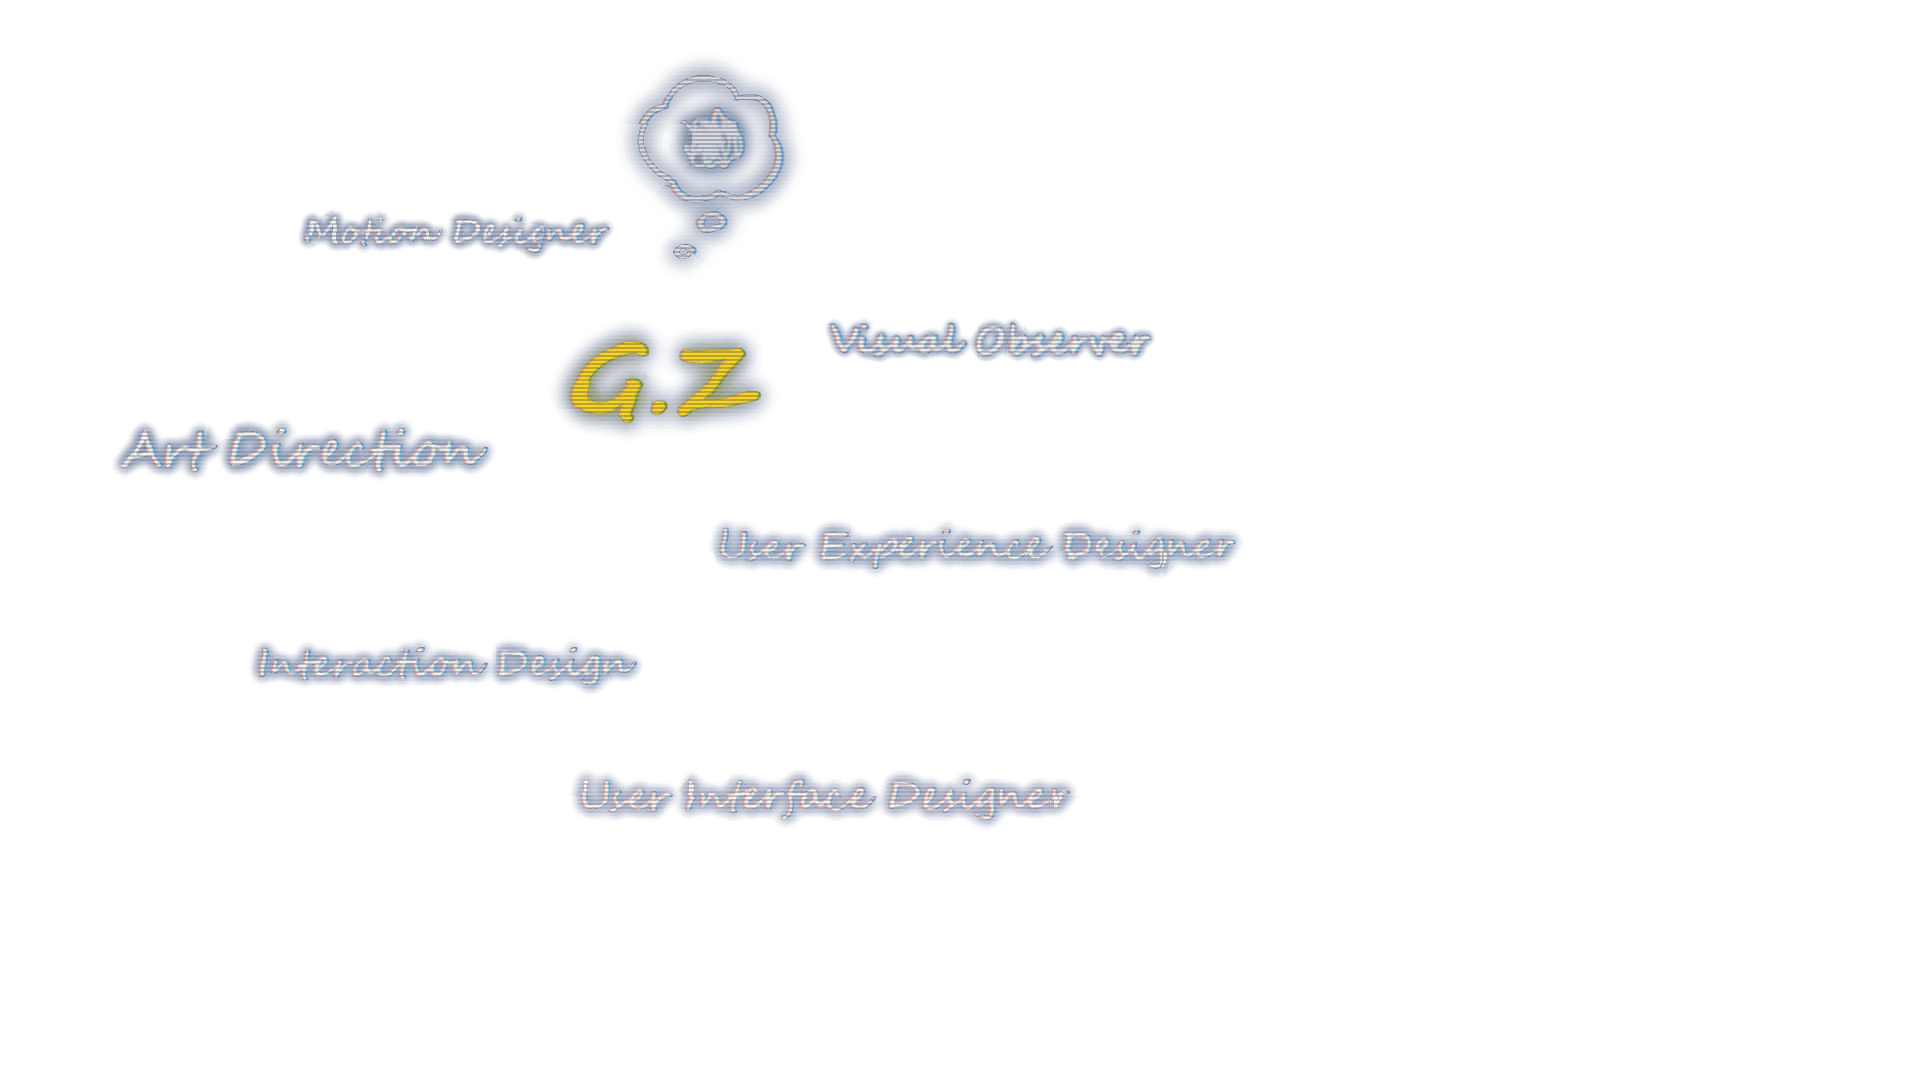 Motion Designer
Visual Observer
G.Z
Art Direction
User Experience Designer
Interaction Design
User Interface Designer